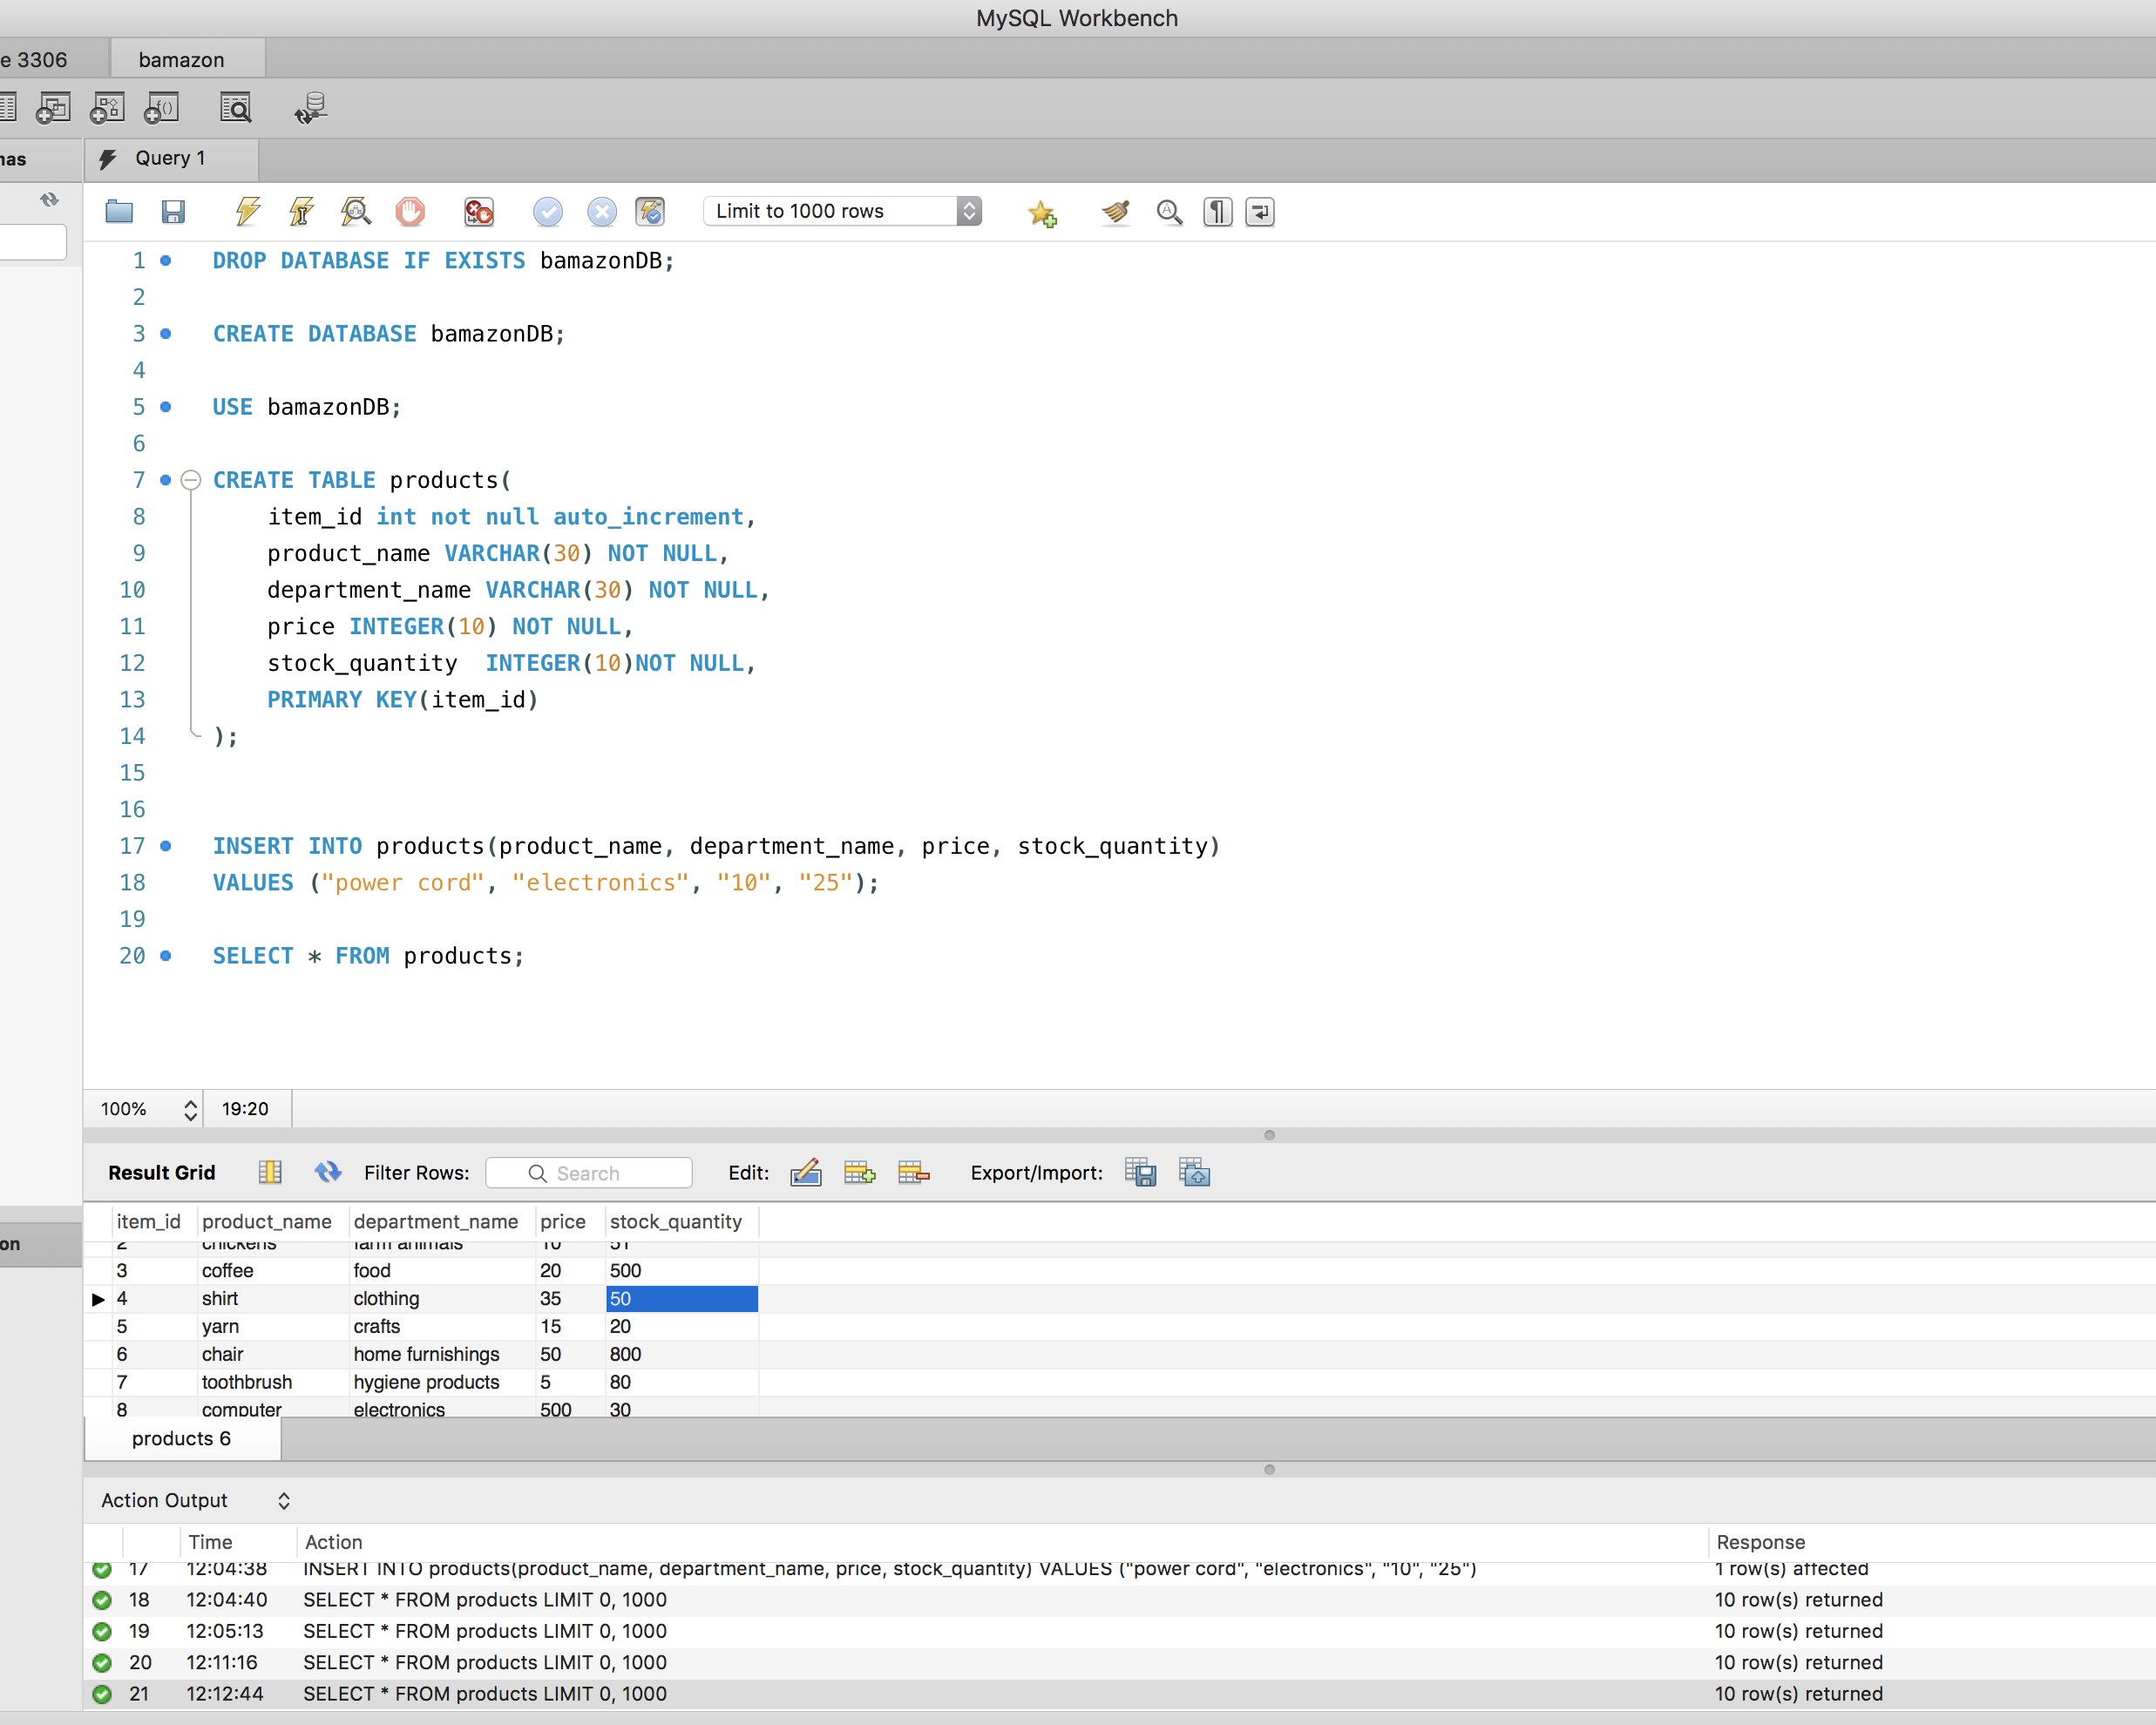 MySQL Workbench
e 3306 bamazon
nas Query 1
Limit to 1000 rows
1 DROP DATABASE IF EXISTS bamazonDB;
2
3 CREATE DATABASE bamazonDB;
4
5 USE bamazonDB;
6
7 CREATE TABLE products(
8 item_id int not null auto_increment,
9 product_name VARCHAR(30) NOT NULL,
10 department_name VARCHAR(30) NOT NULL,
11 price INTEGER(10) NOT NULL,
12 stock_quantity  INTEGER(10)NOT NULL,
13 PRIMARY KEY(item_id)
14 );
15
16
17 INSERT INTO products(product_name, department_name, price, stock_quantity)
18 VALUES ("power cord", "electronics", "10", "25");
19
20 SELECT * FROM products;
100% 19:20
Result Grid Filter Rows: Search Edit: Export/Import:
item_id product_name department_name price stock_quantity
on 2 chickens farm animals 10 51
3 coffee food 20 500
4 shirt clothing 35 50
5 yarn crafts 15 20
6 chair home furnishings 50 800
7 toothbrush hygiene products 5 80
8 computer electronics 500 30
products 6
Action Output
Time Action Response
17 12:04:38 INSERT INTO products(product_name, department_name, price, stock_quantity) VALUES ("power cord", "electronics", "10", "25") 1 row(s) affected
18 12:04:40 SELECT * FROM products LIMIT 0, 1000 10 row(s) returned
19 12:05:13 SELECT * FROM products LIMIT 0, 1000 10 row(s) returned
20 12:11:16 SELECT * FROM products LIMIT 0, 1000 10 row(s) returned
21 12:12:44 SELECT * FROM products LIMIT 0, 1000 10 row(s) returned